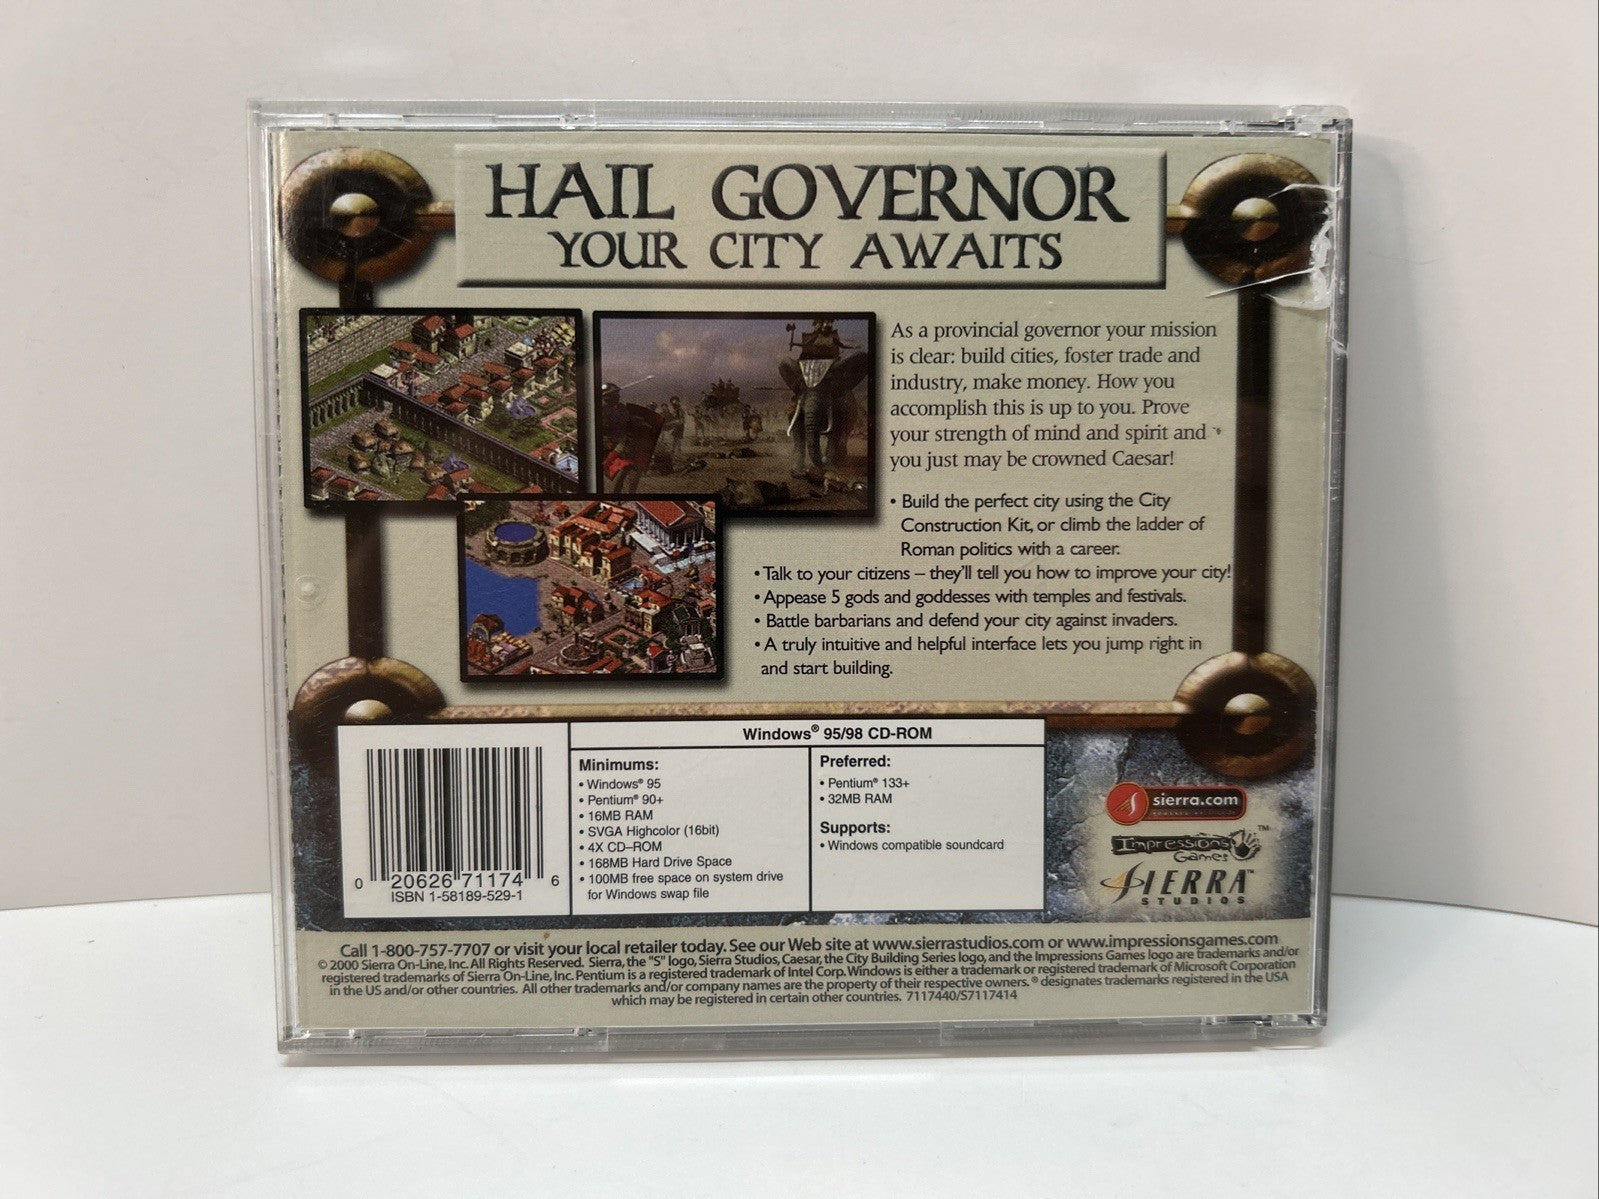 HAIL GOVERNOR
YOUR CITY AWAITS
As a provincial governor your mission
is clear: build cities, foster trade and
industry, make money. How you
accomplish this is up to you. Prove
your strength of mind and spirit and
you just may be crowned Caesar!
• Build the perfect city using the City
Construction Kit, or climb the ladder of
Roman politics with a career.
• Talk to your citizens – they'll tell you how to improve your city!
• Appease 5 gods and goddesses with temples and festivals.
• Battle barbarians and defend your city against invaders.
• A truly intuitive and helpful interface lets you jump right in
and start building.
Windows® 95/98 CD-ROM
Minimums:
• Windows® 95
• Pentium® 90+
• 16MB RAM
• SVGA Highcolor (16bit)
• 4X CD–ROM
• 168MB Hard Drive Space
• 100MB free space on system drive
for Windows swap file
Preferred:
• Pentium® 133+
• 32MB RAM
Supports:
• Windows compatible soundcard
0 20626 71174 6
ISBN 1-58189-529-1
sierra.com
Impressions™
Games
SIERRA™
STUDIOS
Call 1-800-757-7707 or visit your local retailer today. See our Web site at www.sierrastudios.com or www.impressionsgames.com
© 2000 Sierra On-Line, Inc. All Rights Reserved. Sierra, the "S" logo, Sierra Studios, Caesar, the City Building Series logo, and the Impressions Games logo are trademarks and/or
registered trademarks of Sierra On-Line, Inc. Pentium is a registered trademark of Intel Corp. Windows is either a trademark or registered trademark of Microsoft Corporation
in the US and/or other countries. All other trademarks and/or company names are the property of their respective owners. ® designates trademarks registered in the USA
which may be registered in certain other countries. 7117440/S7117414